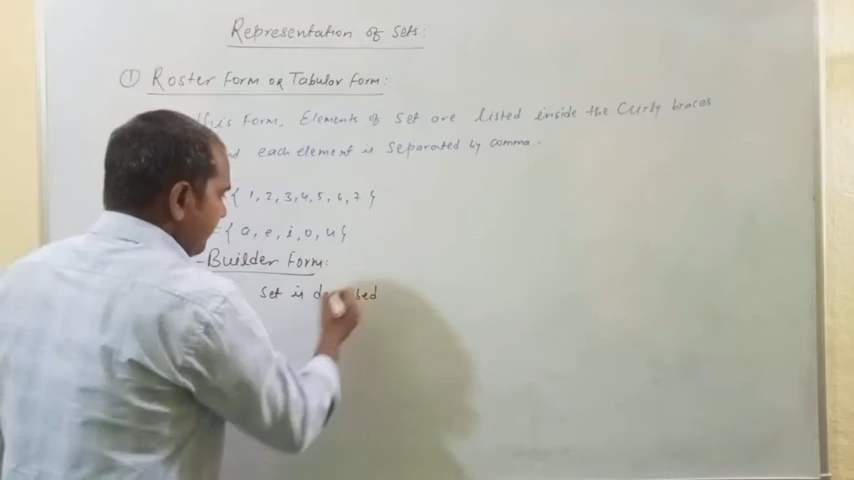 Representation of Sets:
① Roster Form OR Tabular Form:
this Form, Elements of set are listed inside the Curly braces
each element is separated by comma.
{ 1, 2, 3, 4, 5, 6, 7 }
= { a, e, i, o, u }
-Builder Form:
Set is